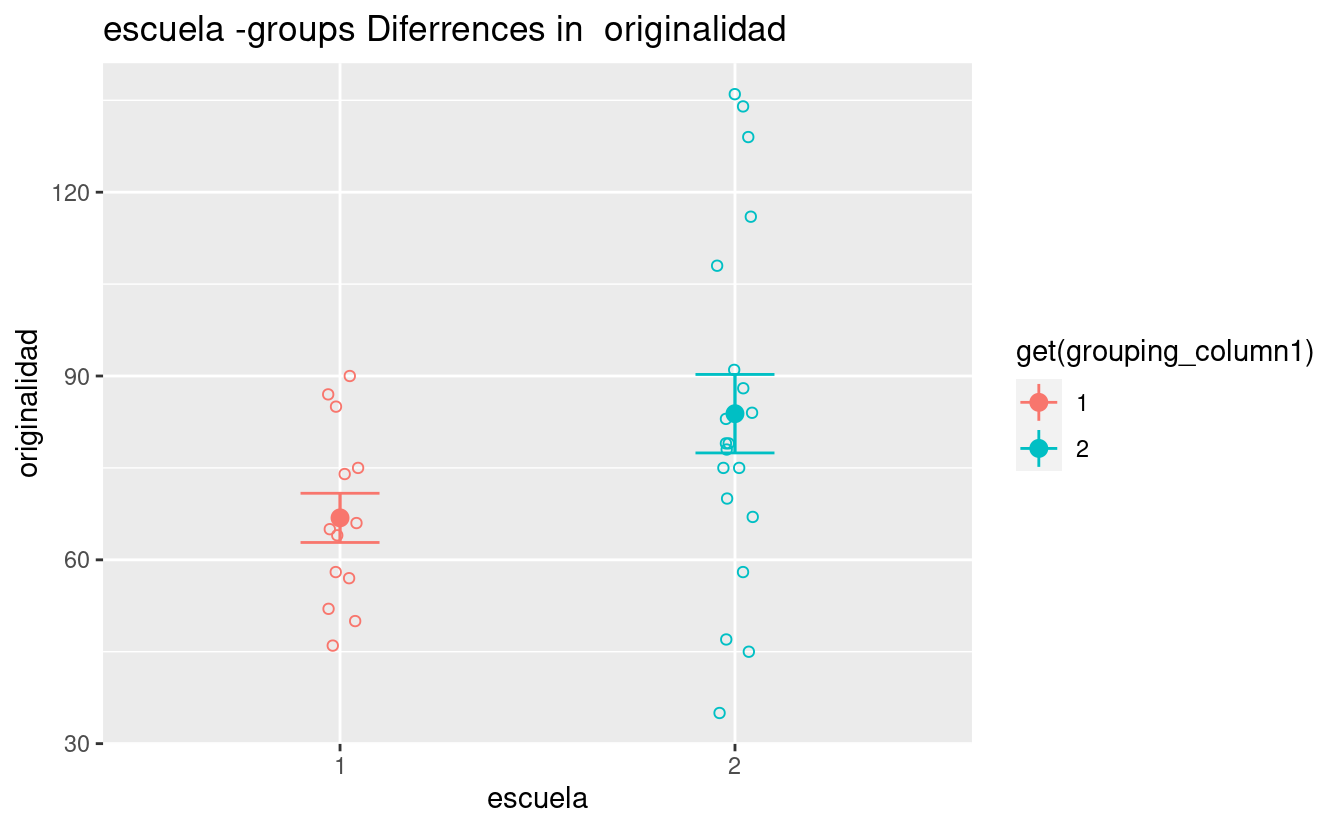 escuela -groups Diferrences in  originalidad
originalidad
120
90
60
30
1
2
escuela
get(grouping_column1)
1
2